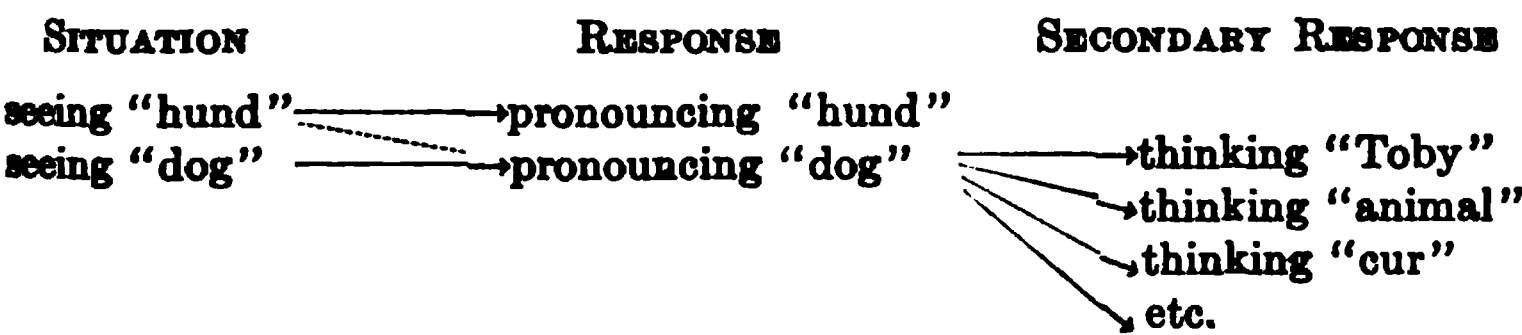 SITUATION RESPONSE SECONDARY RESPONSE
seeing “hund” pronouncing “hund”
seeing “dog” pronouncing “dog” thinking “Toby”
thinking “animal”
thinking “cur”
etc.